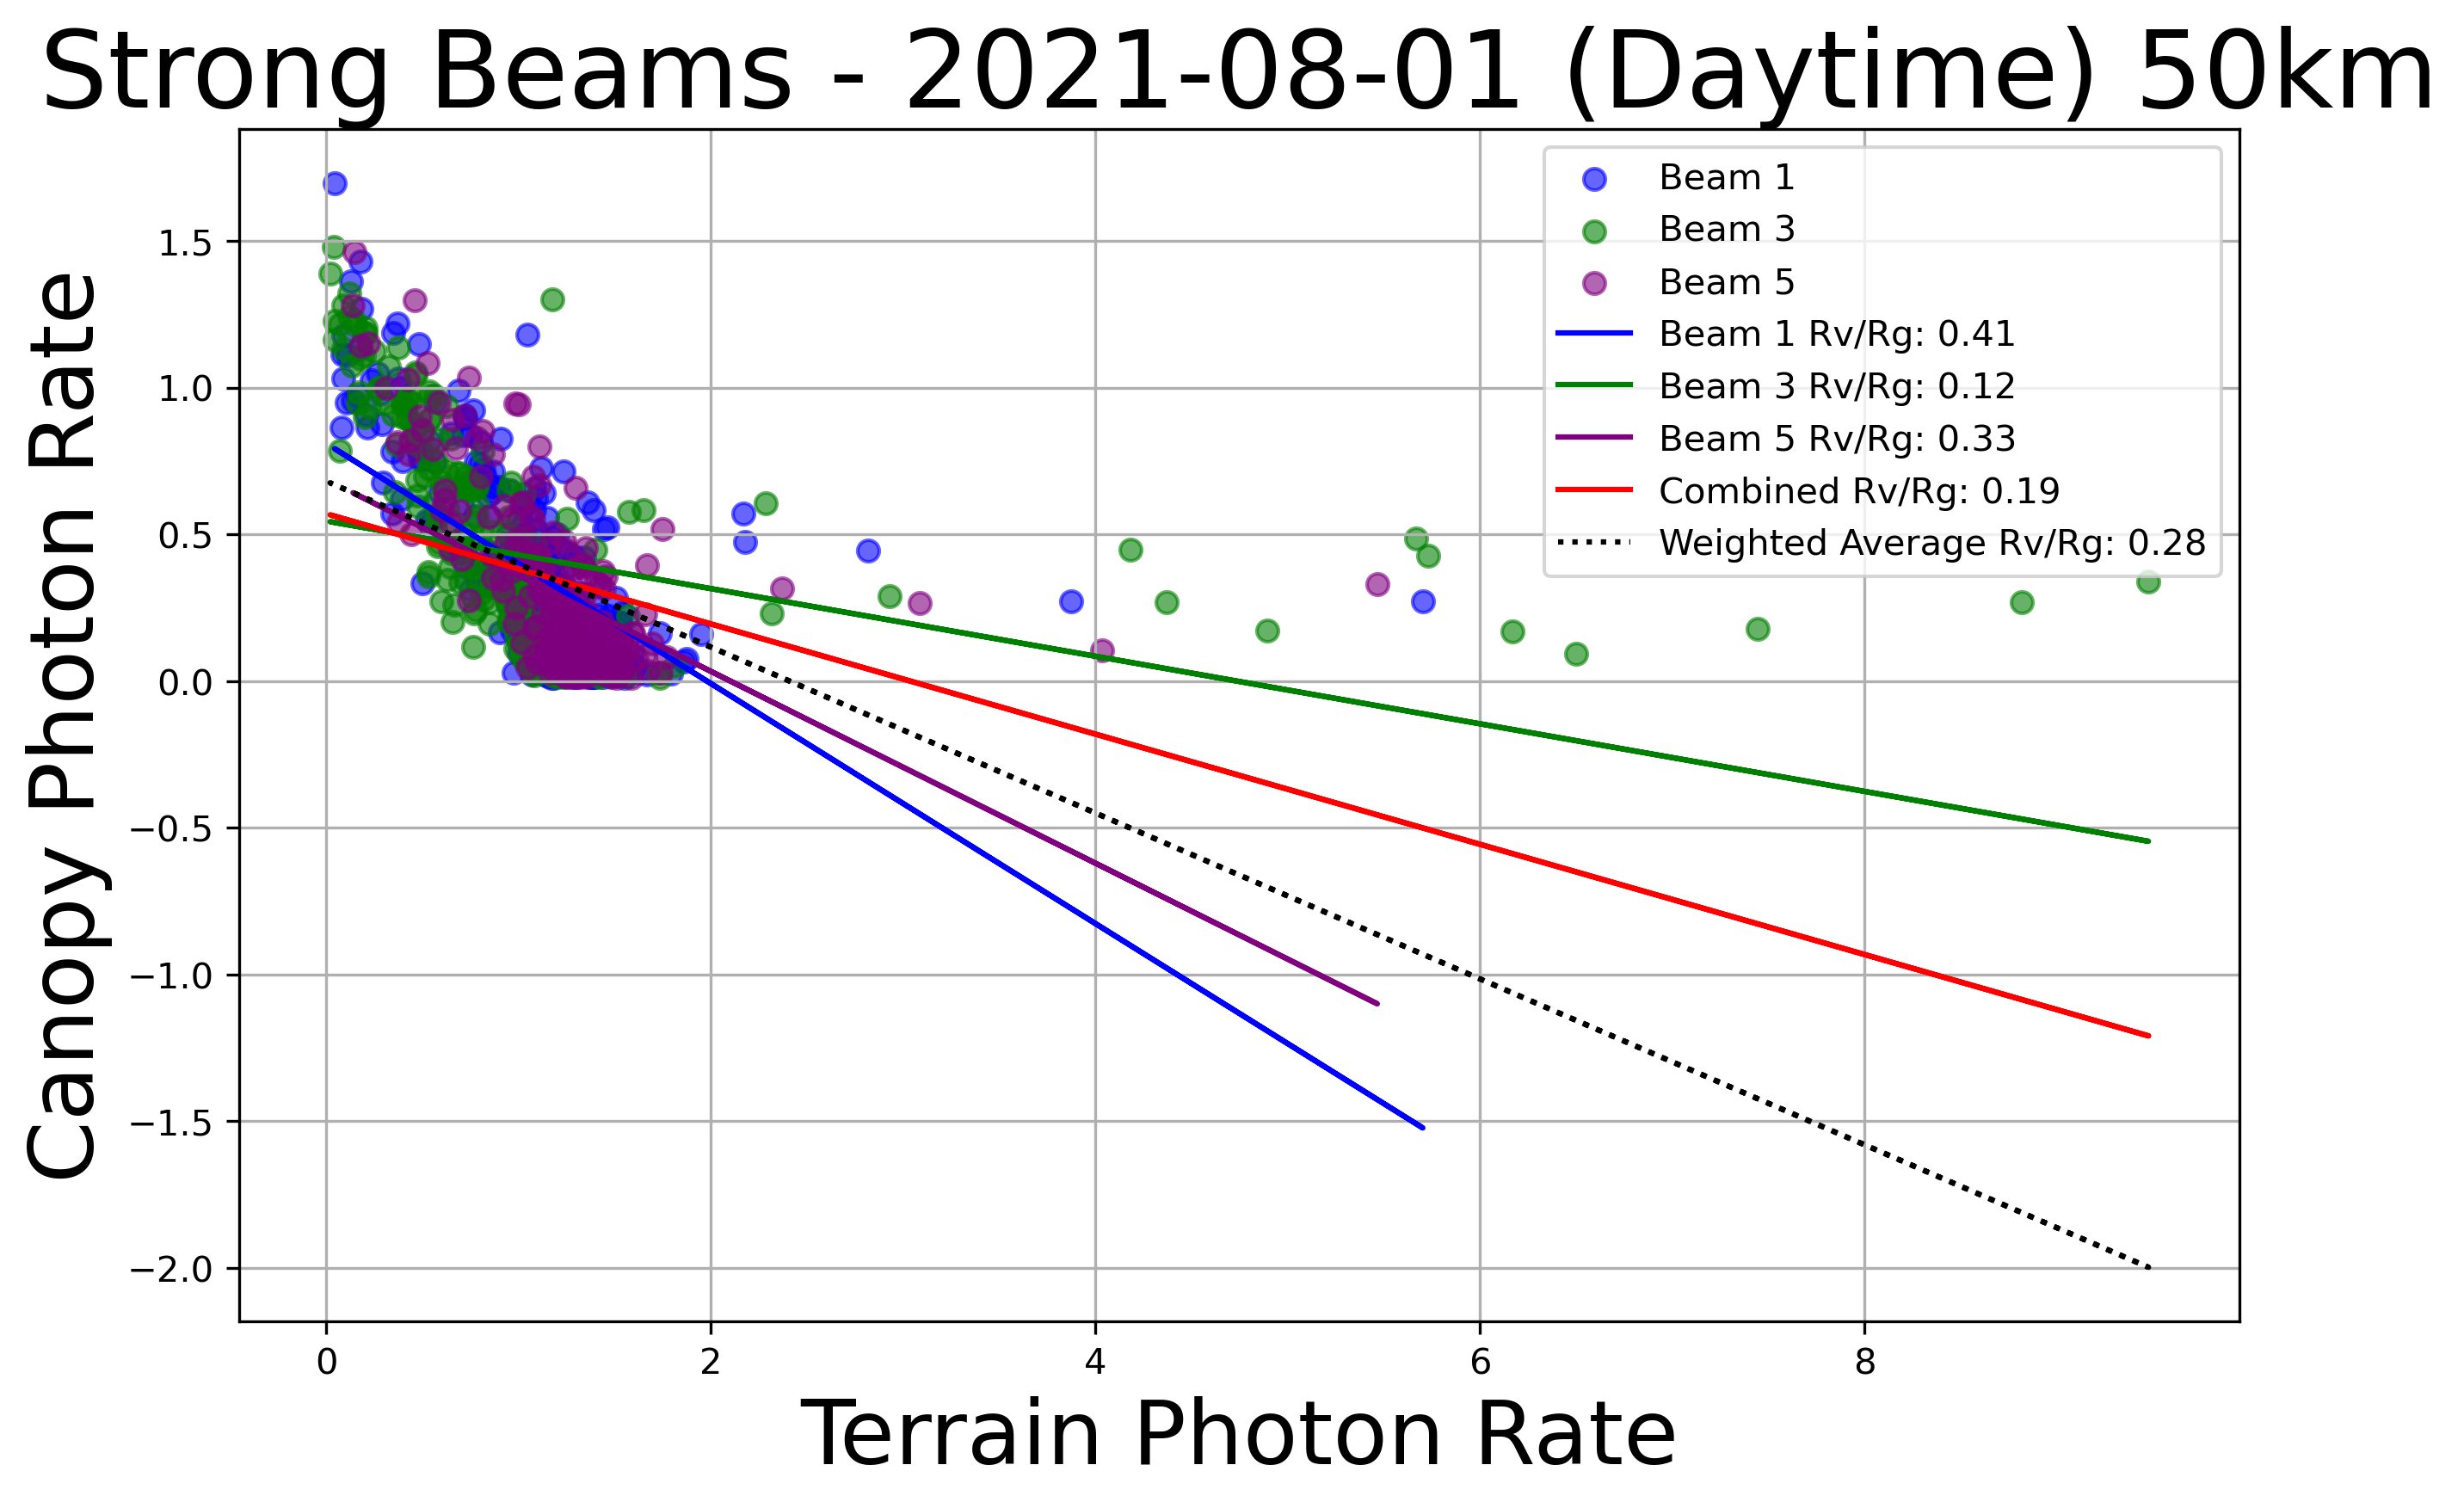 Strong Beams - 2021-08-01 (Daytime) 50km
Canopy Photon Rate
1.5
1.0
0.5
0.0
−0.5
−1.0
−1.5
−2.0
Beam 1
Beam 3
Beam 5
Beam 1 Rv/Rg: 0.41
Beam 3 Rv/Rg: 0.12
Beam 5 Rv/Rg: 0.33
Combined Rv/Rg: 0.19
Weighted Average Rv/Rg: 0.28
0 2 4 6 8
Terrain Photon Rate